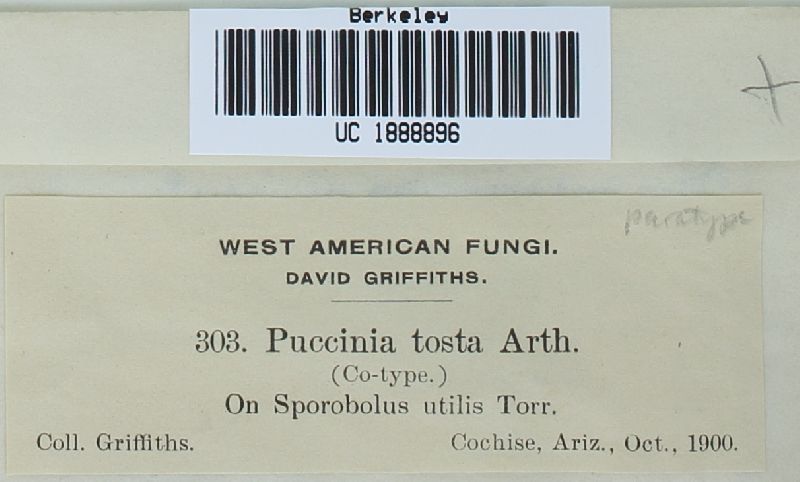 Berkeley
UC 1888896
paratype
WEST AMERICAN FUNGI.
DAVID GRIFFITHS.
303. Puccinia tosta Arth.
(Co-type.)
On Sporobolus utilis Torr.
Coll. Griffiths. Cochise, Ariz., Oct., 1900.